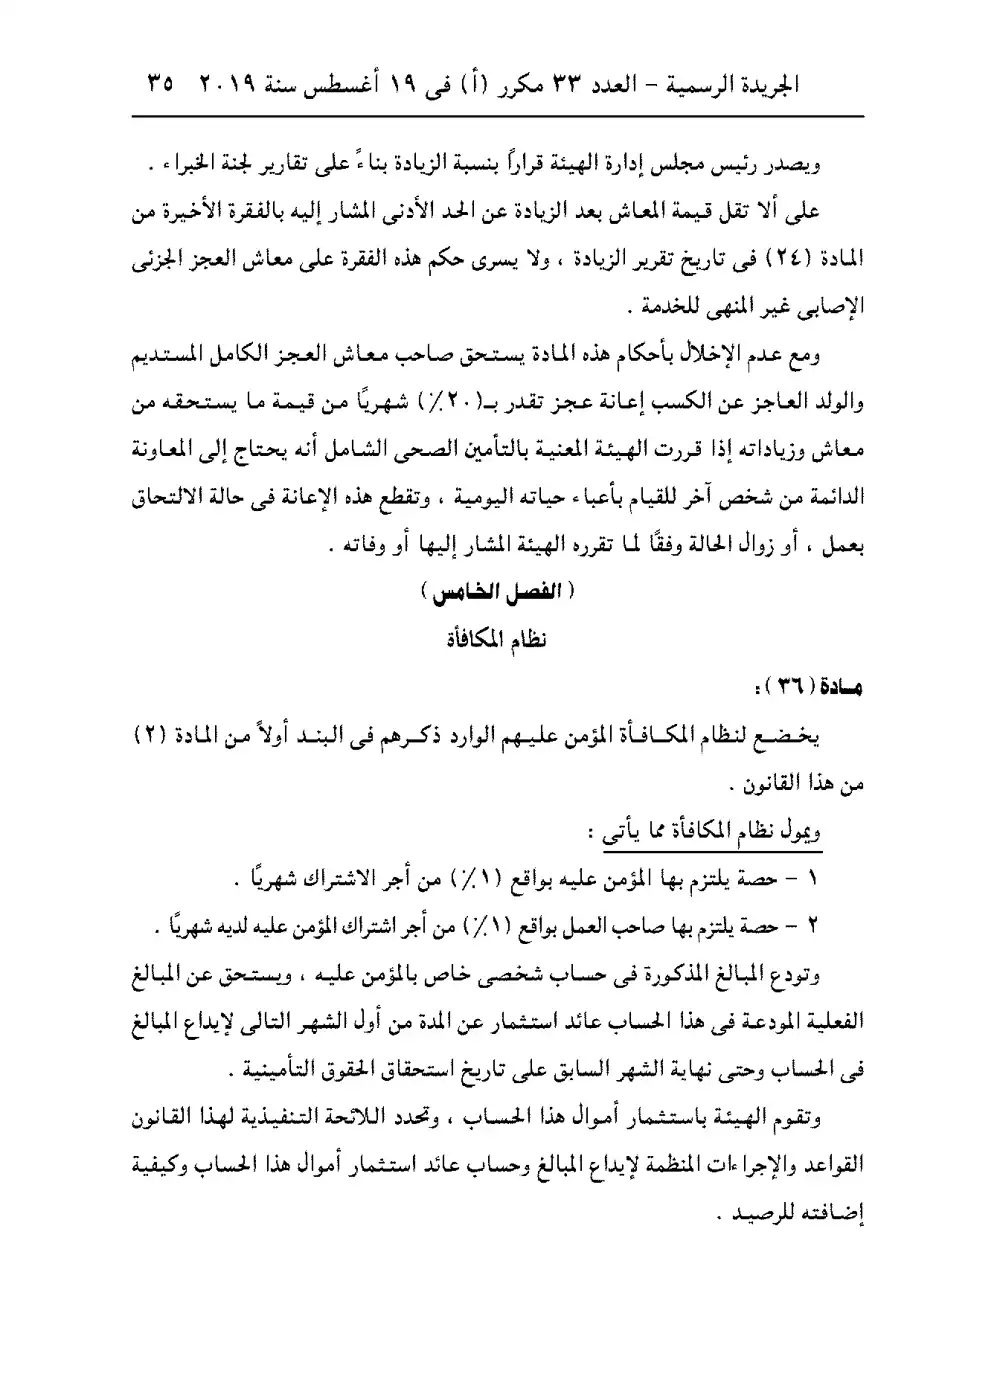 الجريدة الرسمية – العدد ٣٣ مكرر (أ) فى ١٩ أغسطس سنة ٢٠١٩ ٣٥
ويصدر رئيس مجلس إدارة الهيئة قراراً بنسبة الزيادة بناءً على تقارير لجنة الخبراء .
على ألا تقل قيمة المعاش بعد الزيادة عن الحد الأدنى المشار إليه بالفقرة الأخيرة من
المادة (٢٤) فى تاريخ تقرير الزيادة ، ولا يسرى حكم هذه الفقرة على معاش العجز الجزئى
الإصابى غير المنهى للخدمة .
ومع عدم الإخلال بأحكام هذه المادة يستحق صاحب معاش العجز الكامل المستديم
والولد العاجز عن الكسب إعانة عجز تقدر بـ(٢٠٪) شهريًا من قيمة ما يستحقه من
معاش وزياداته إذا قررت الهيئة المعنية بالتأمين الصحى الشامل أنه يحتاج إلى المعاونة
الدائمة من شخص آخر للقيام بأعباء حياته اليومية ، وتقطع هذه الإعانة فى حالة الالتحاق
بعمل ، أو زوال الحالة وفقًا لما تقرره الهيئة المشار إليها أو وفاته .
(الفصل الخامس)
نظام المكافأة
مادة (٣٦) :
يخضع لنظام المكافأة المؤمن عليهم الوارد ذكرهم فى البند أولاً من المادة (٢)
من هذا القانون .
ويمول نظام المكافأة مما يأتى :
١ – حصة يلتزم بها المؤمن عليه بواقع (١٪) من أجر الاشتراك شهريًا .
٢ – حصة يلتزم بها صاحب العمل بواقع (١٪) من أجر اشتراك المؤمن عليه لديه شهريًا .
وتودع المبالغ المذكورة فى حساب شخصى خاص بالمؤمن عليه ، ويستحق عن المبالغ
الفعلية المودعة فى هذا الحساب عائد استثمار عن المدة من أول الشهر التالى لإيداع المبالغ
فى الحساب وحتى نهاية الشهر السابق على تاريخ استحقاق الحقوق التأمينية .
وتقوم الهيئة باستثمار أموال هذا الحساب ، وتحدد اللائحة التنفيذية لهذا القانون
القواعد والإجراءات المنظمة لإيداع المبالغ وحساب عائد استثمار أموال هذا الحساب وكيفية
إضافته للرصيد .